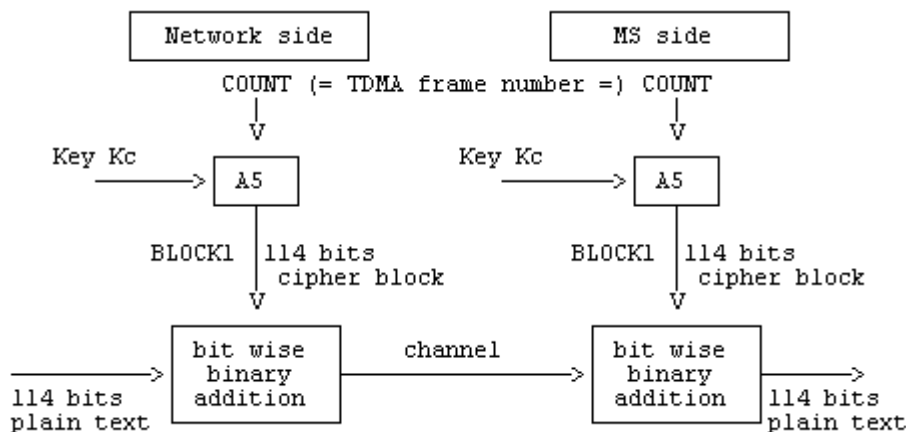 Network side
MS side
COUNT (= TDMA frame number =) COUNT
V
V
Key Kc
Key Kc
A5
A5
BLOCK1
114 bits
cipher block
BLOCK1
114 bits
cipher block
V
V
bit wise
binary
addition
channel
bit wise
binary
addition
114 bits
plain text
114 bits
plain text